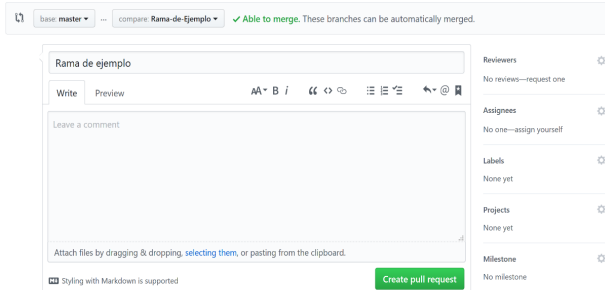 base: master ... compare: Rama-de-Ejemplo ✓ Able to merge. These branches can be automatically merged.
Rama de ejemplo
Write Preview AA B i “ <> @
Leave a comment
Attach files by dragging & dropping, selecting them, or pasting from the clipboard.
M Styling with Markdown is supported
Create pull request
Reviewers
No reviews—request one
Assignees
No one—assign yourself
Labels
None yet
Projects
None yet
Milestone
No milestone